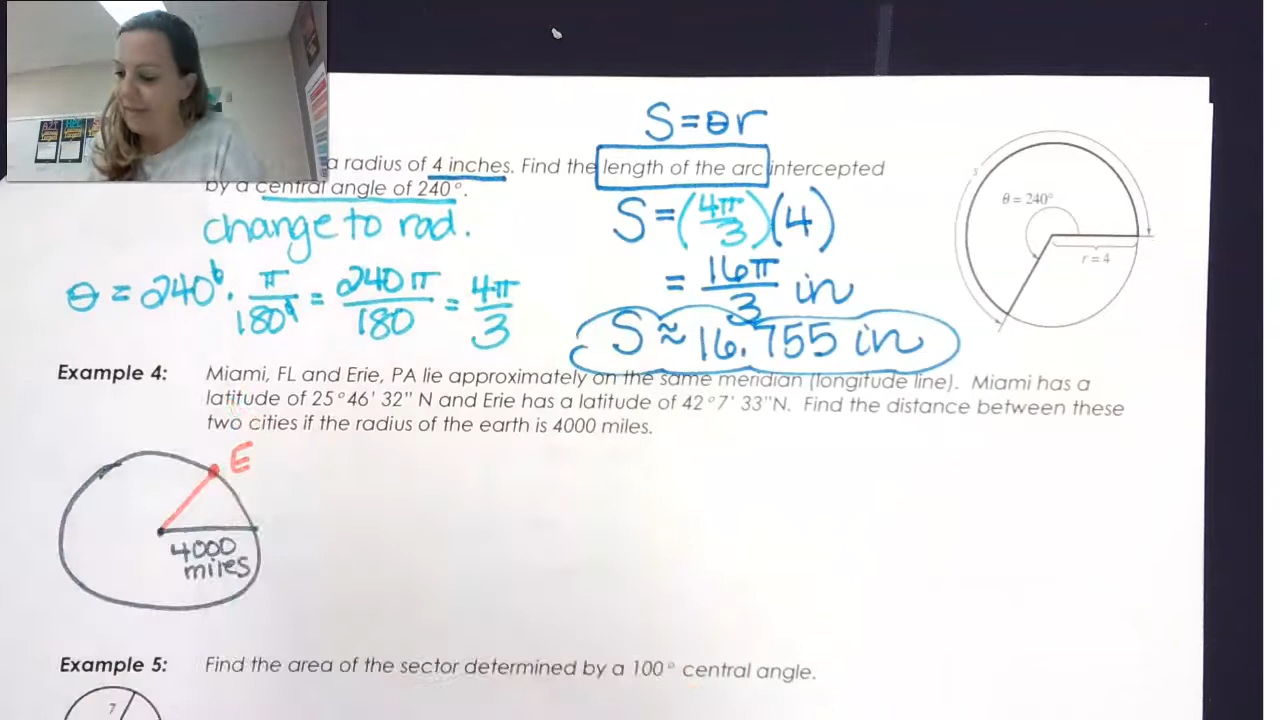 S = θr
a radius of 4 inches. Find the length of the arc intercepted
by a central angle of 240°.
change to rad.
θ = 240° · π/180° = 240π/180 = 4π/3
S = (4π/3)(4)
= 16π/3 in
S ≈ 16.755 in
s
θ = 240°
r = 4
Example 4: Miami, FL and Erie, PA lie approximately on the same meridian (longitude line). Miami has a
latitude of 25°46' 32" N and Erie has a latitude of 42°7' 33"N. Find the distance between these
two cities if the radius of the earth is 4000 miles.
E
4000
miles
Example 5: Find the area of the sector determined by a 100° central angle.
7